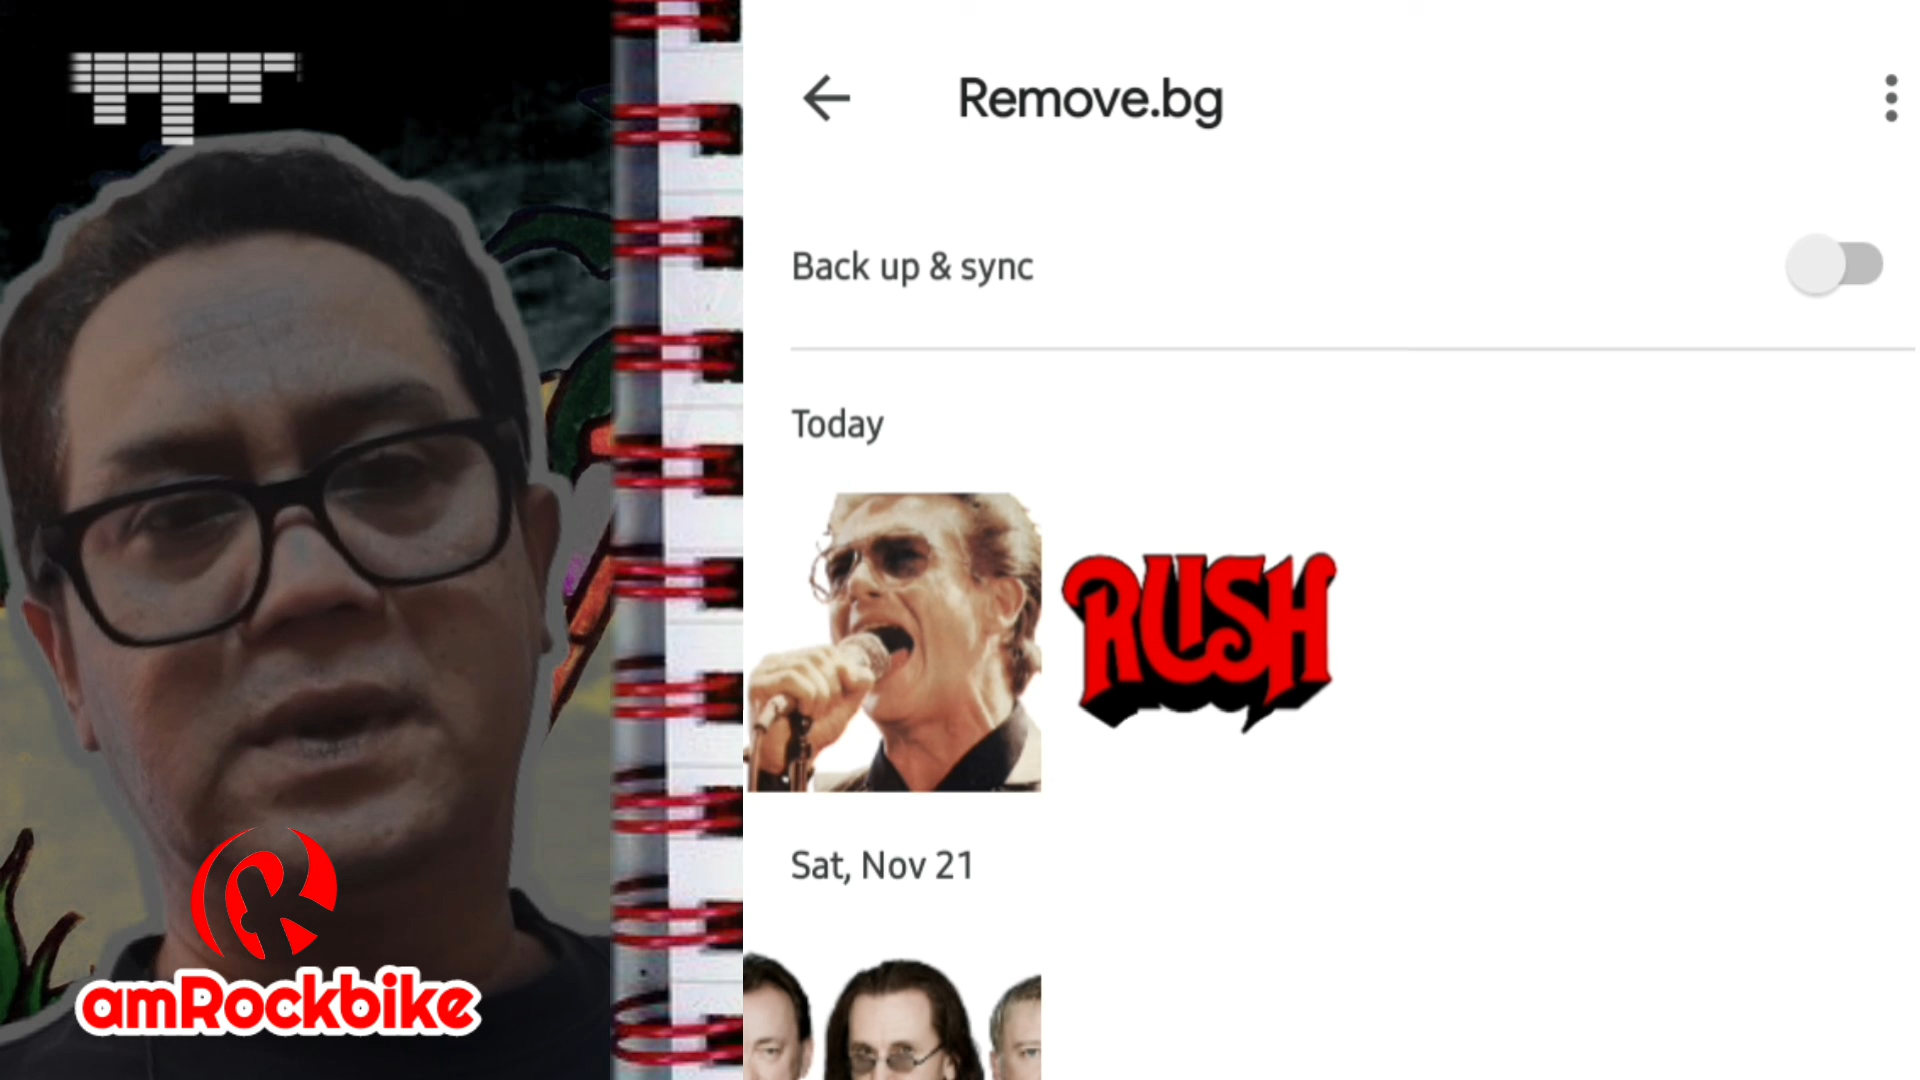 Remove.bg
Back up & sync
Today
RUSH
Sat, Nov 21
amRockbike